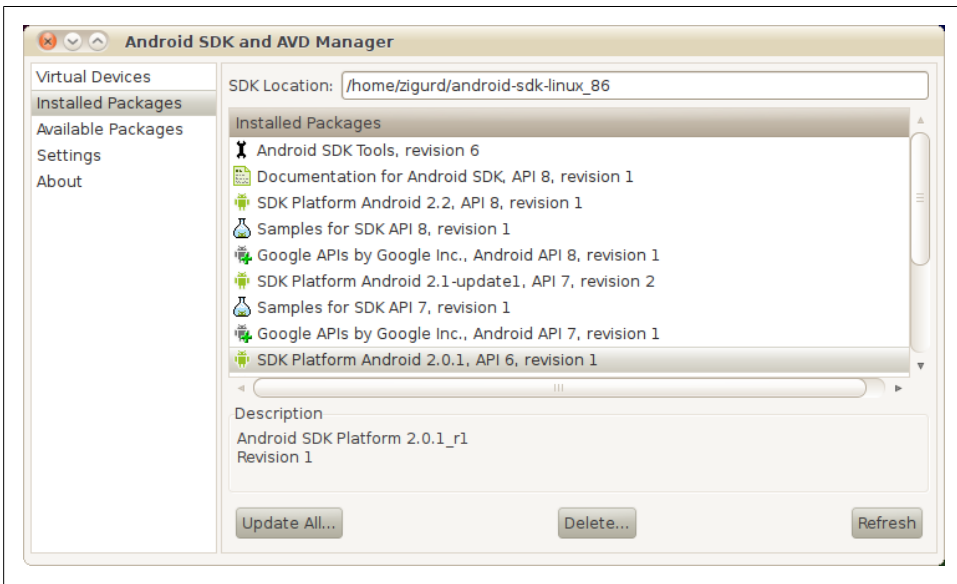 Android SDK and AVD Manager
Virtual Devices
Installed Packages
Available Packages
Settings
About
SDK Location: /home/zigurd/android-sdk-linux_86
Installed Packages
Android SDK Tools, revision 6
Documentation for Android SDK, API 8, revision 1
SDK Platform Android 2.2, API 8, revision 1
Samples for SDK API 8, revision 1
Google APIs by Google Inc., Android API 8, revision 1
SDK Platform Android 2.1-update1, API 7, revision 2
Samples for SDK API 7, revision 1
Google APIs by Google Inc., Android API 7, revision 1
SDK Platform Android 2.0.1, API 6, revision 1
Description
Android SDK Platform 2.0.1_r1
Revision 1
Update All... Delete... Refresh